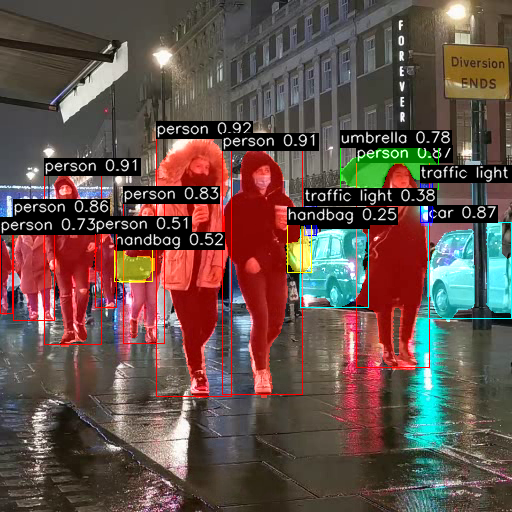 FOREVER
Diversion
ENDS
person 0.92
person 0.91
umbrella 0.78
person 0.87
person 0.91
traffic light
person 0.83
traffic light 0.38
person 0.86
handbag 0.25
car 0.87
person 0.73
person 0.51
handbag 0.52